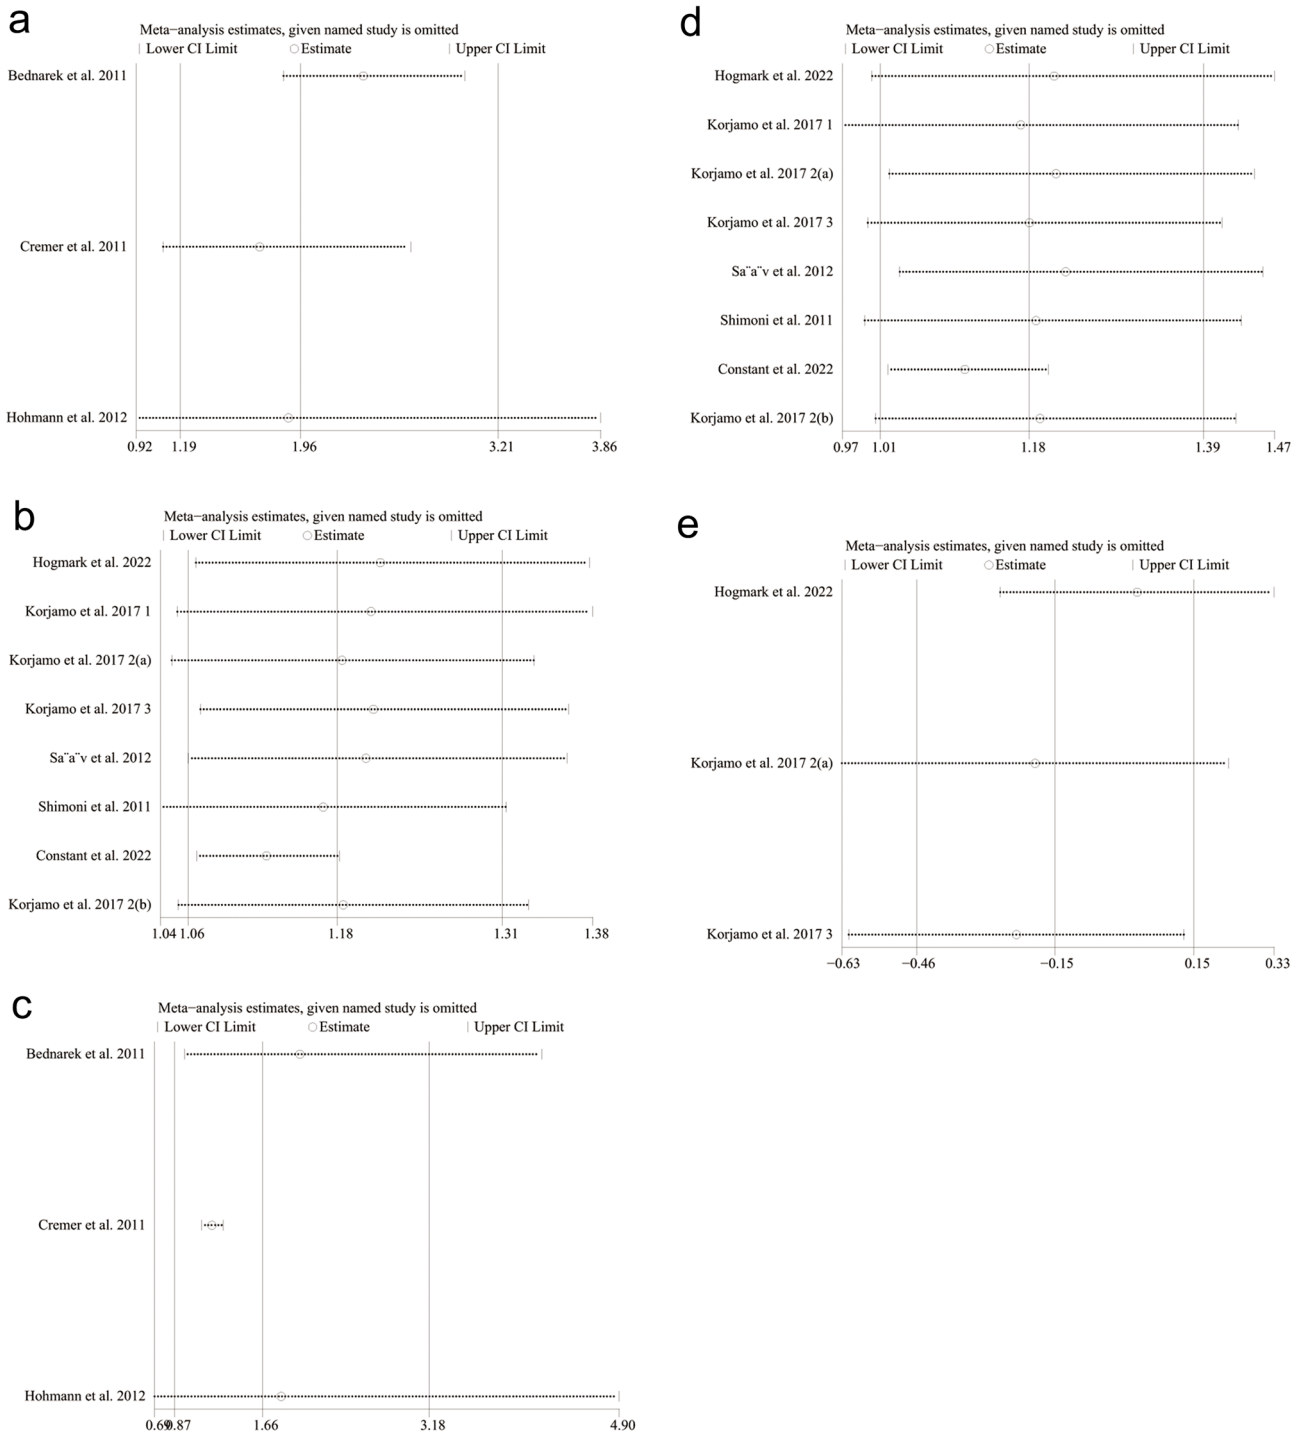 a
Meta−analysis estimates, given named study is omitted
Lower CI Limit Estimate Upper CI Limit
Bednarek et al. 2011
Cremer et al. 2011
Hohmann et al. 2012
0.92 1.19 1.96 3.21 3.86
b
Meta−analysis estimates, given named study is omitted
Lower CI Limit Estimate Upper CI Limit
Hogmark et al. 2022
Korjamo et al. 2017 1
Korjamo et al. 2017 2(a)
Korjamo et al. 2017 3
Sa¨a¨v et al. 2012
Shimoni et al. 2011
Constant et al. 2022
Korjamo et al. 2017 2(b)
1.04 1.06 1.18 1.31 1.38
c
Meta−analysis estimates, given named study is omitted
Lower CI Limit Estimate Upper CI Limit
Bednarek et al. 2011
Cremer et al. 2011
Hohmann et al. 2012
0.69 0.87 1.66 3.18 4.90
d
Meta−analysis estimates, given named study is omitted
Lower CI Limit Estimate Upper CI Limit
Hogmark et al. 2022
Korjamo et al. 2017 1
Korjamo et al. 2017 2(a)
Korjamo et al. 2017 3
Sa¨a¨v et al. 2012
Shimoni et al. 2011
Constant et al. 2022
Korjamo et al. 2017 2(b)
0.97 1.01 1.18 1.39 1.47
e
Meta−analysis estimates, given named study is omitted
Lower CI Limit Estimate Upper CI Limit
Hogmark et al. 2022
Korjamo et al. 2017 2(a)
Korjamo et al. 2017 3
−0.63 −0.46 −0.15 0.15 0.33